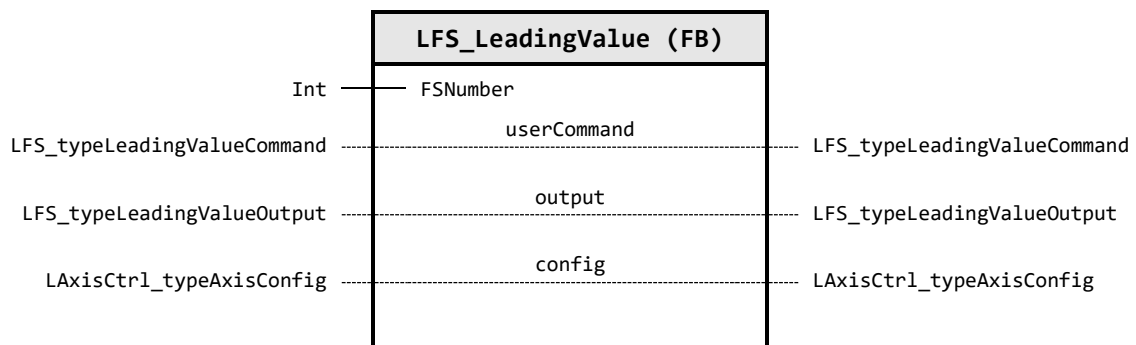 LFS_LeadingValue (FB)
Int FSNumber
userCommand
LFS_typeLeadingValueCommand LFS_typeLeadingValueCommand
output
LFS_typeLeadingValueOutput LFS_typeLeadingValueOutput
config
LAxisCtrl_typeAxisConfig LAxisCtrl_typeAxisConfig